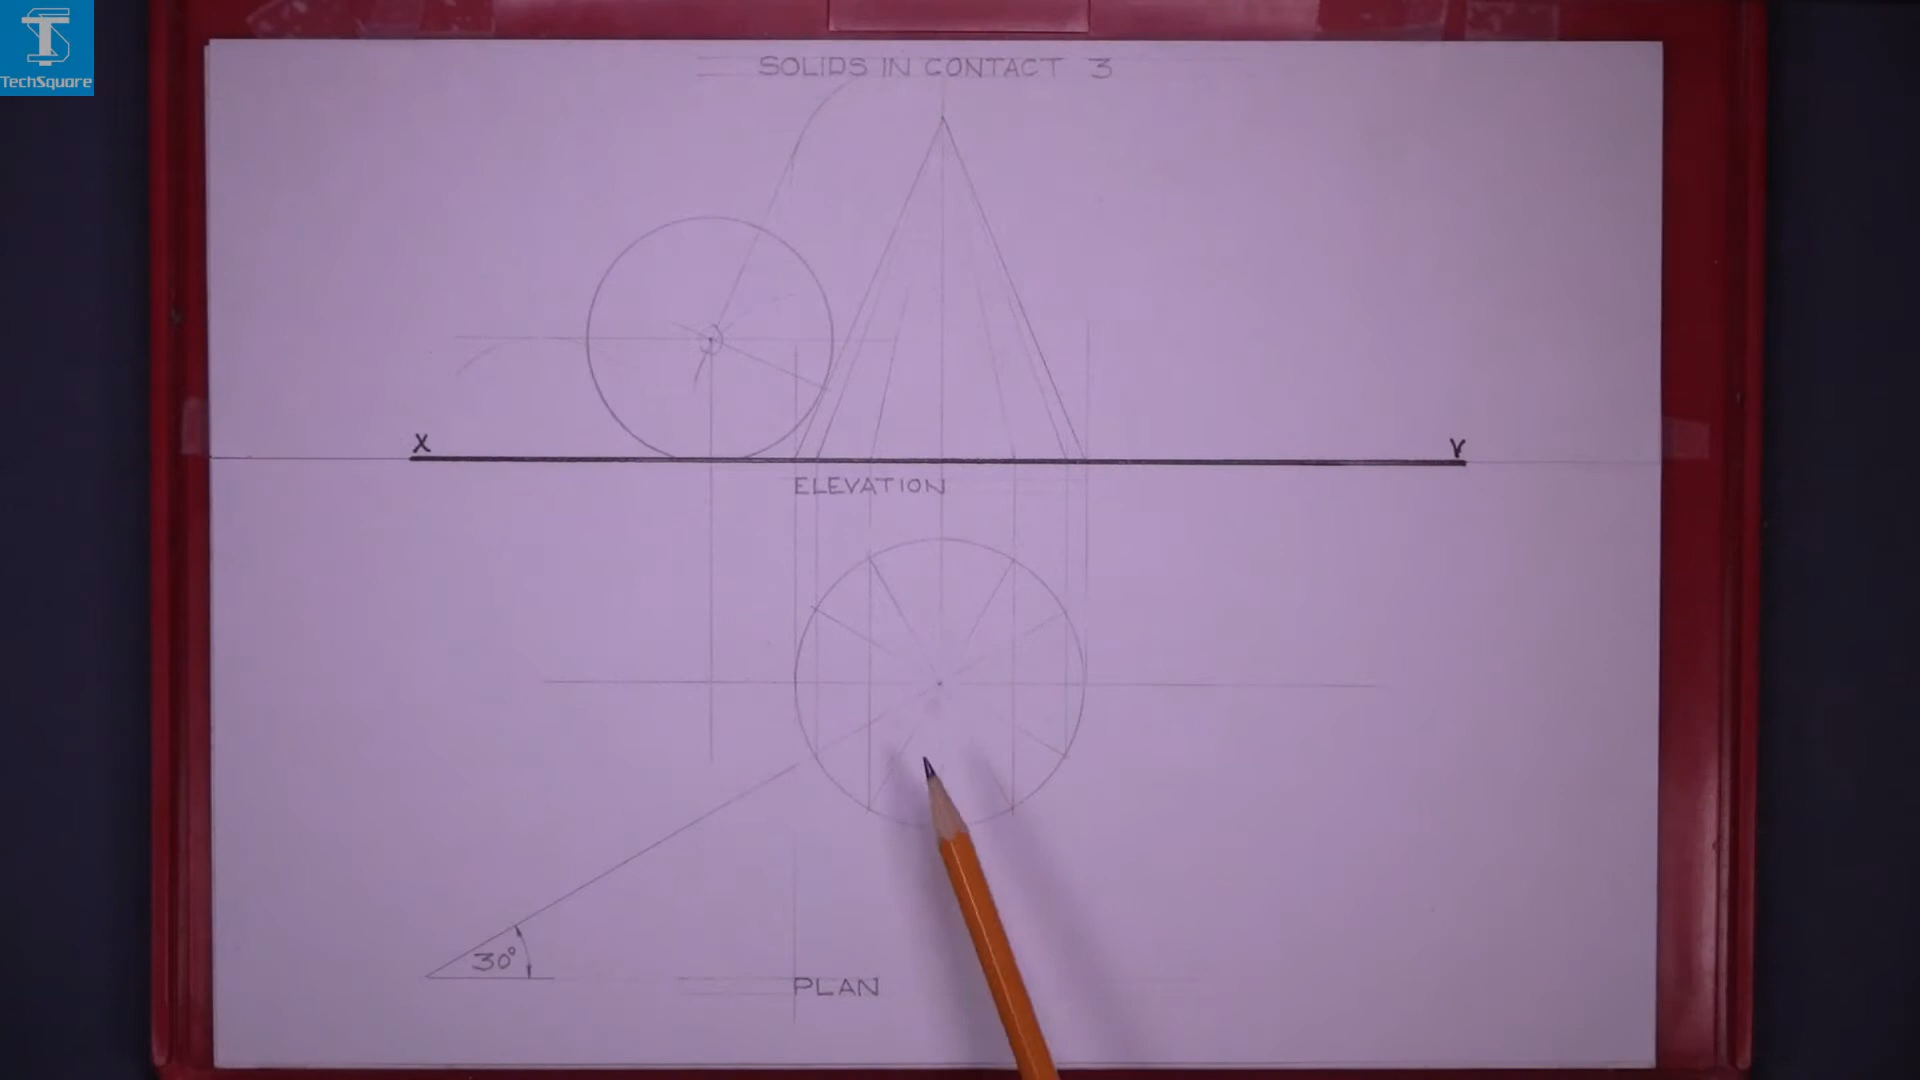 TechSquare
SOLIDS IN CONTACT 3
X
Y
ELEVATION
30°
PLAN